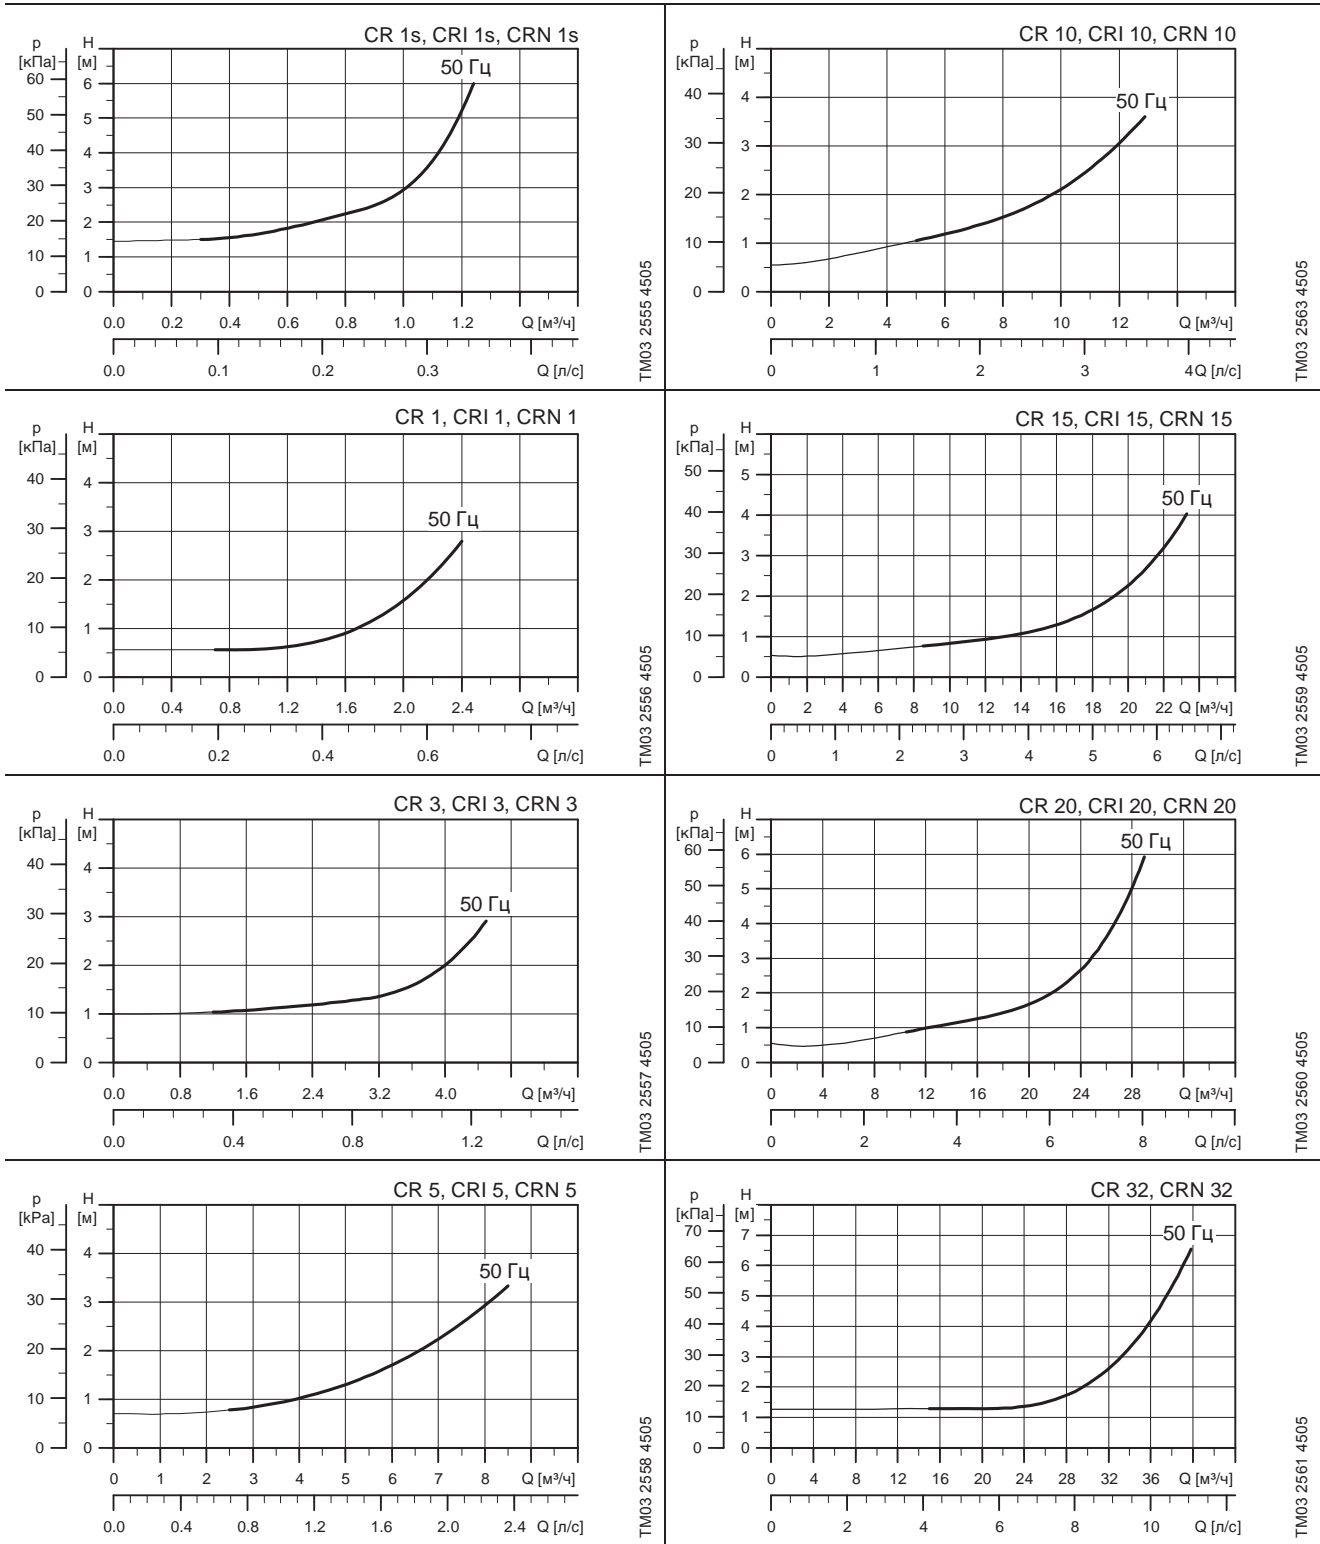 CR 1s, CRI 1s, CRN 1s
p
[кПа]
H
[м]
50 Гц
60
50
40
30
20
10
0
6
5
4
3
2
1
0
0.0 0.2 0.4 0.6 0.8 1.0 1.2 Q [м³/ч]
0.0 0.1 0.2 0.3 Q [л/с]
TM03 2555 4505
CR 10, CRI 10, CRN 10
p
[кПа]
H
[м]
50 Гц
40
30
20
10
0
4
3
2
1
0
0 2 4 6 8 10 12 Q [м³/ч]
0 1 2 3 4 Q [л/с]
TM03 2563 4505
CR 1, CRI 1, CRN 1
p
[кПа]
H
[м]
50 Гц
40
30
20
10
0
4
3
2
1
0
0.0 0.4 0.8 1.2 1.6 2.0 2.4 Q [м³/ч]
0.0 0.2 0.4 0.6 Q [л/с]
TM03 2556 4505
CR 15, CRI 15, CRN 15
p
[кПа]
H
[м]
50 Гц
50
40
30
20
10
0
5
4
3
2
1
0
0 2 4 6 8 10 12 14 16 18 20 22 Q [м³/ч]
0 1 2 3 4 5 6 Q [л/с]
TM03 2559 4505
CR 3, CRI 3, CRN 3
p
[кПа]
H
[м]
50 Гц
40
30
20
10
0
4
3
2
1
0
0.0 0.8 1.6 2.4 3.2 4.0 Q [м³/ч]
0.0 0.4 0.8 1.2 Q [л/с]
TM03 2557 4505
CR 20, CRI 20, CRN 20
p
[кПа]
H
[м]
50 Гц
60
50
40
30
20
10
0
6
5
4
3
2
1
0
0 4 8 12 16 20 24 28 Q [м³/ч]
0 2 4 6 8 Q [л/с]
TM03 2560 4505
CR 5, CRI 5, CRN 5
p
[kPa]
H
[м]
50 Гц
40
30
20
10
0
4
3
2
1
0
0 1 2 3 4 5 6 7 8 Q [м³/ч]
0.0 0.4 0.8 1.2 1.6 2.0 2.4 Q [л/с]
TM03 2558 4505
CR 32, CRN 32
p
[кПа]
H
[м]
50 Гц
70
60
50
40
30
20
10
0
7
6
5
4
3
2
1
0
0 4 8 12 16 20 24 28 32 36 Q [м³/ч]
0 2 4 6 8 10 Q [л/с]
TM03 2561 4505